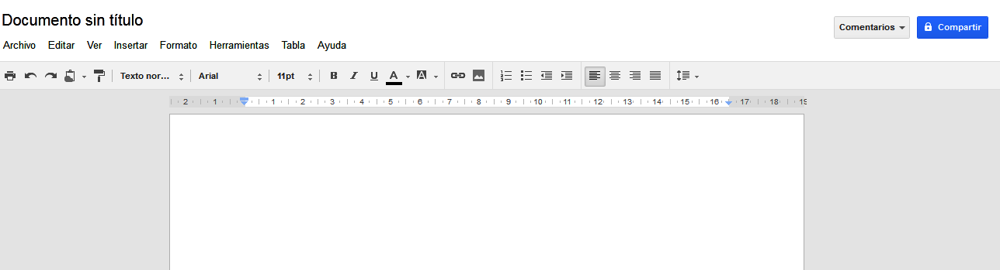 Documento sin título
Comentarios
Compartir
Archivo Editar Ver Insertar Formato Herramientas Tabla Ayuda
Texto nor... Arial 11pt B I U A A
2 1 1 2 3 4 5 6 7 8 9 10 11 12 13 14 15 16 17 18 19